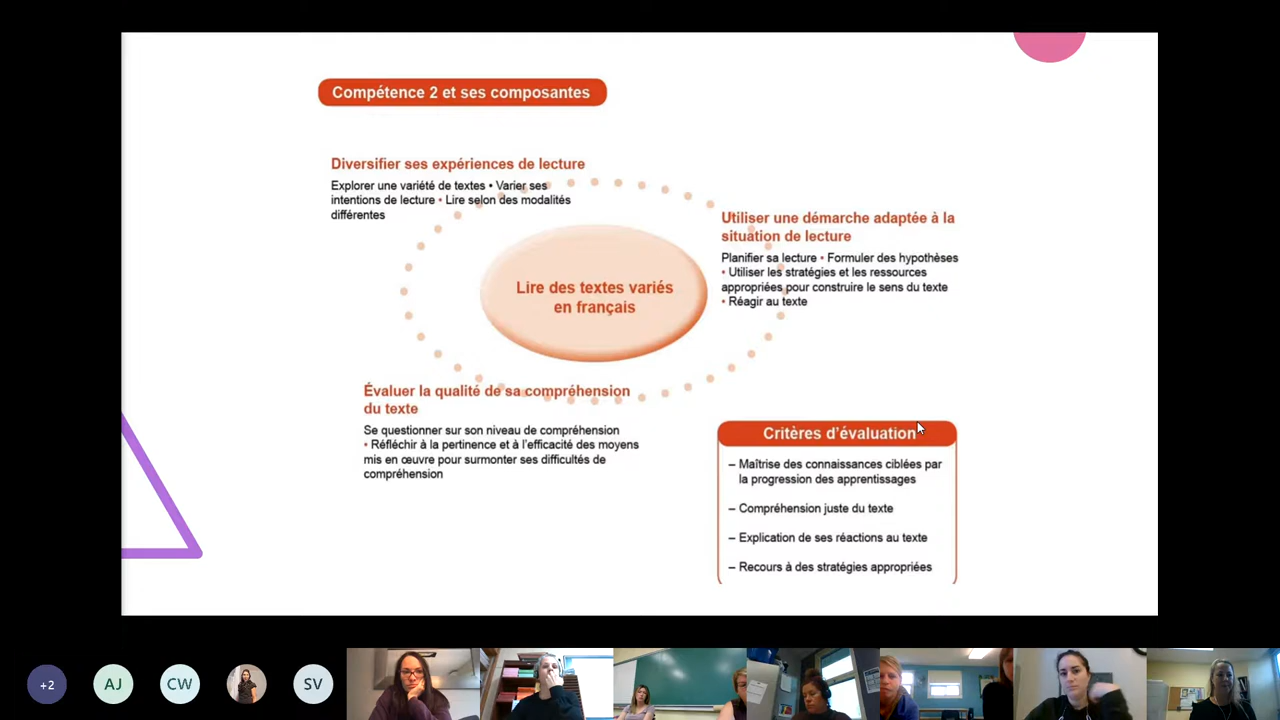 Compétence 2 et ses composantes
Diversifier ses expériences de lecture
Explorer une variété de textes • Varier ses
intentions de lecture • Lire selon des modalités
différentes
Utiliser une démarche adaptée à la
situation de lecture
Planifier sa lecture • Formuler des hypothèses
• Utiliser les stratégies et les ressources
appropriées pour construire le sens du texte
• Réagir au texte
Lire des textes variés
en français
Évaluer la qualité de sa compréhension
du texte
Se questionner sur son niveau de compréhension
• Réfléchir à la pertinence et à l'efficacité des moyens
mis en œuvre pour surmonter ses difficultés de
compréhension
Critères d'évaluation
– Maîtrise des connaissances ciblées par
la progression des apprentissages
– Compréhension juste du texte
– Explication de ses réactions au texte
– Recours à des stratégies appropriées
+2
AJ
CW
SV